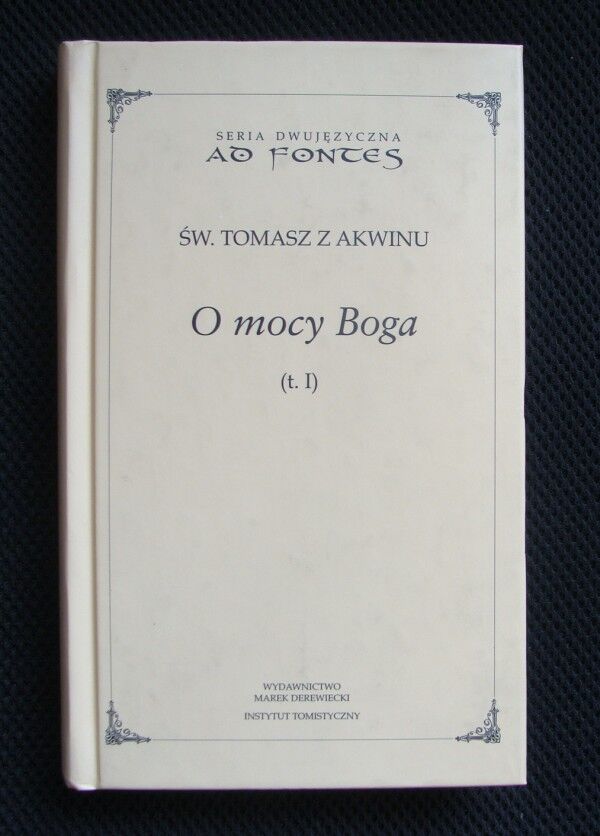 SERIA DWUJĘZYCZNA
AD FONTES
ŚW. TOMASZ Z AKWINU
O mocy Boga
(t. I)
WYDAWNICTWO
MAREK DEREWIECKI
INSTYTUT TOMISTYCZNY